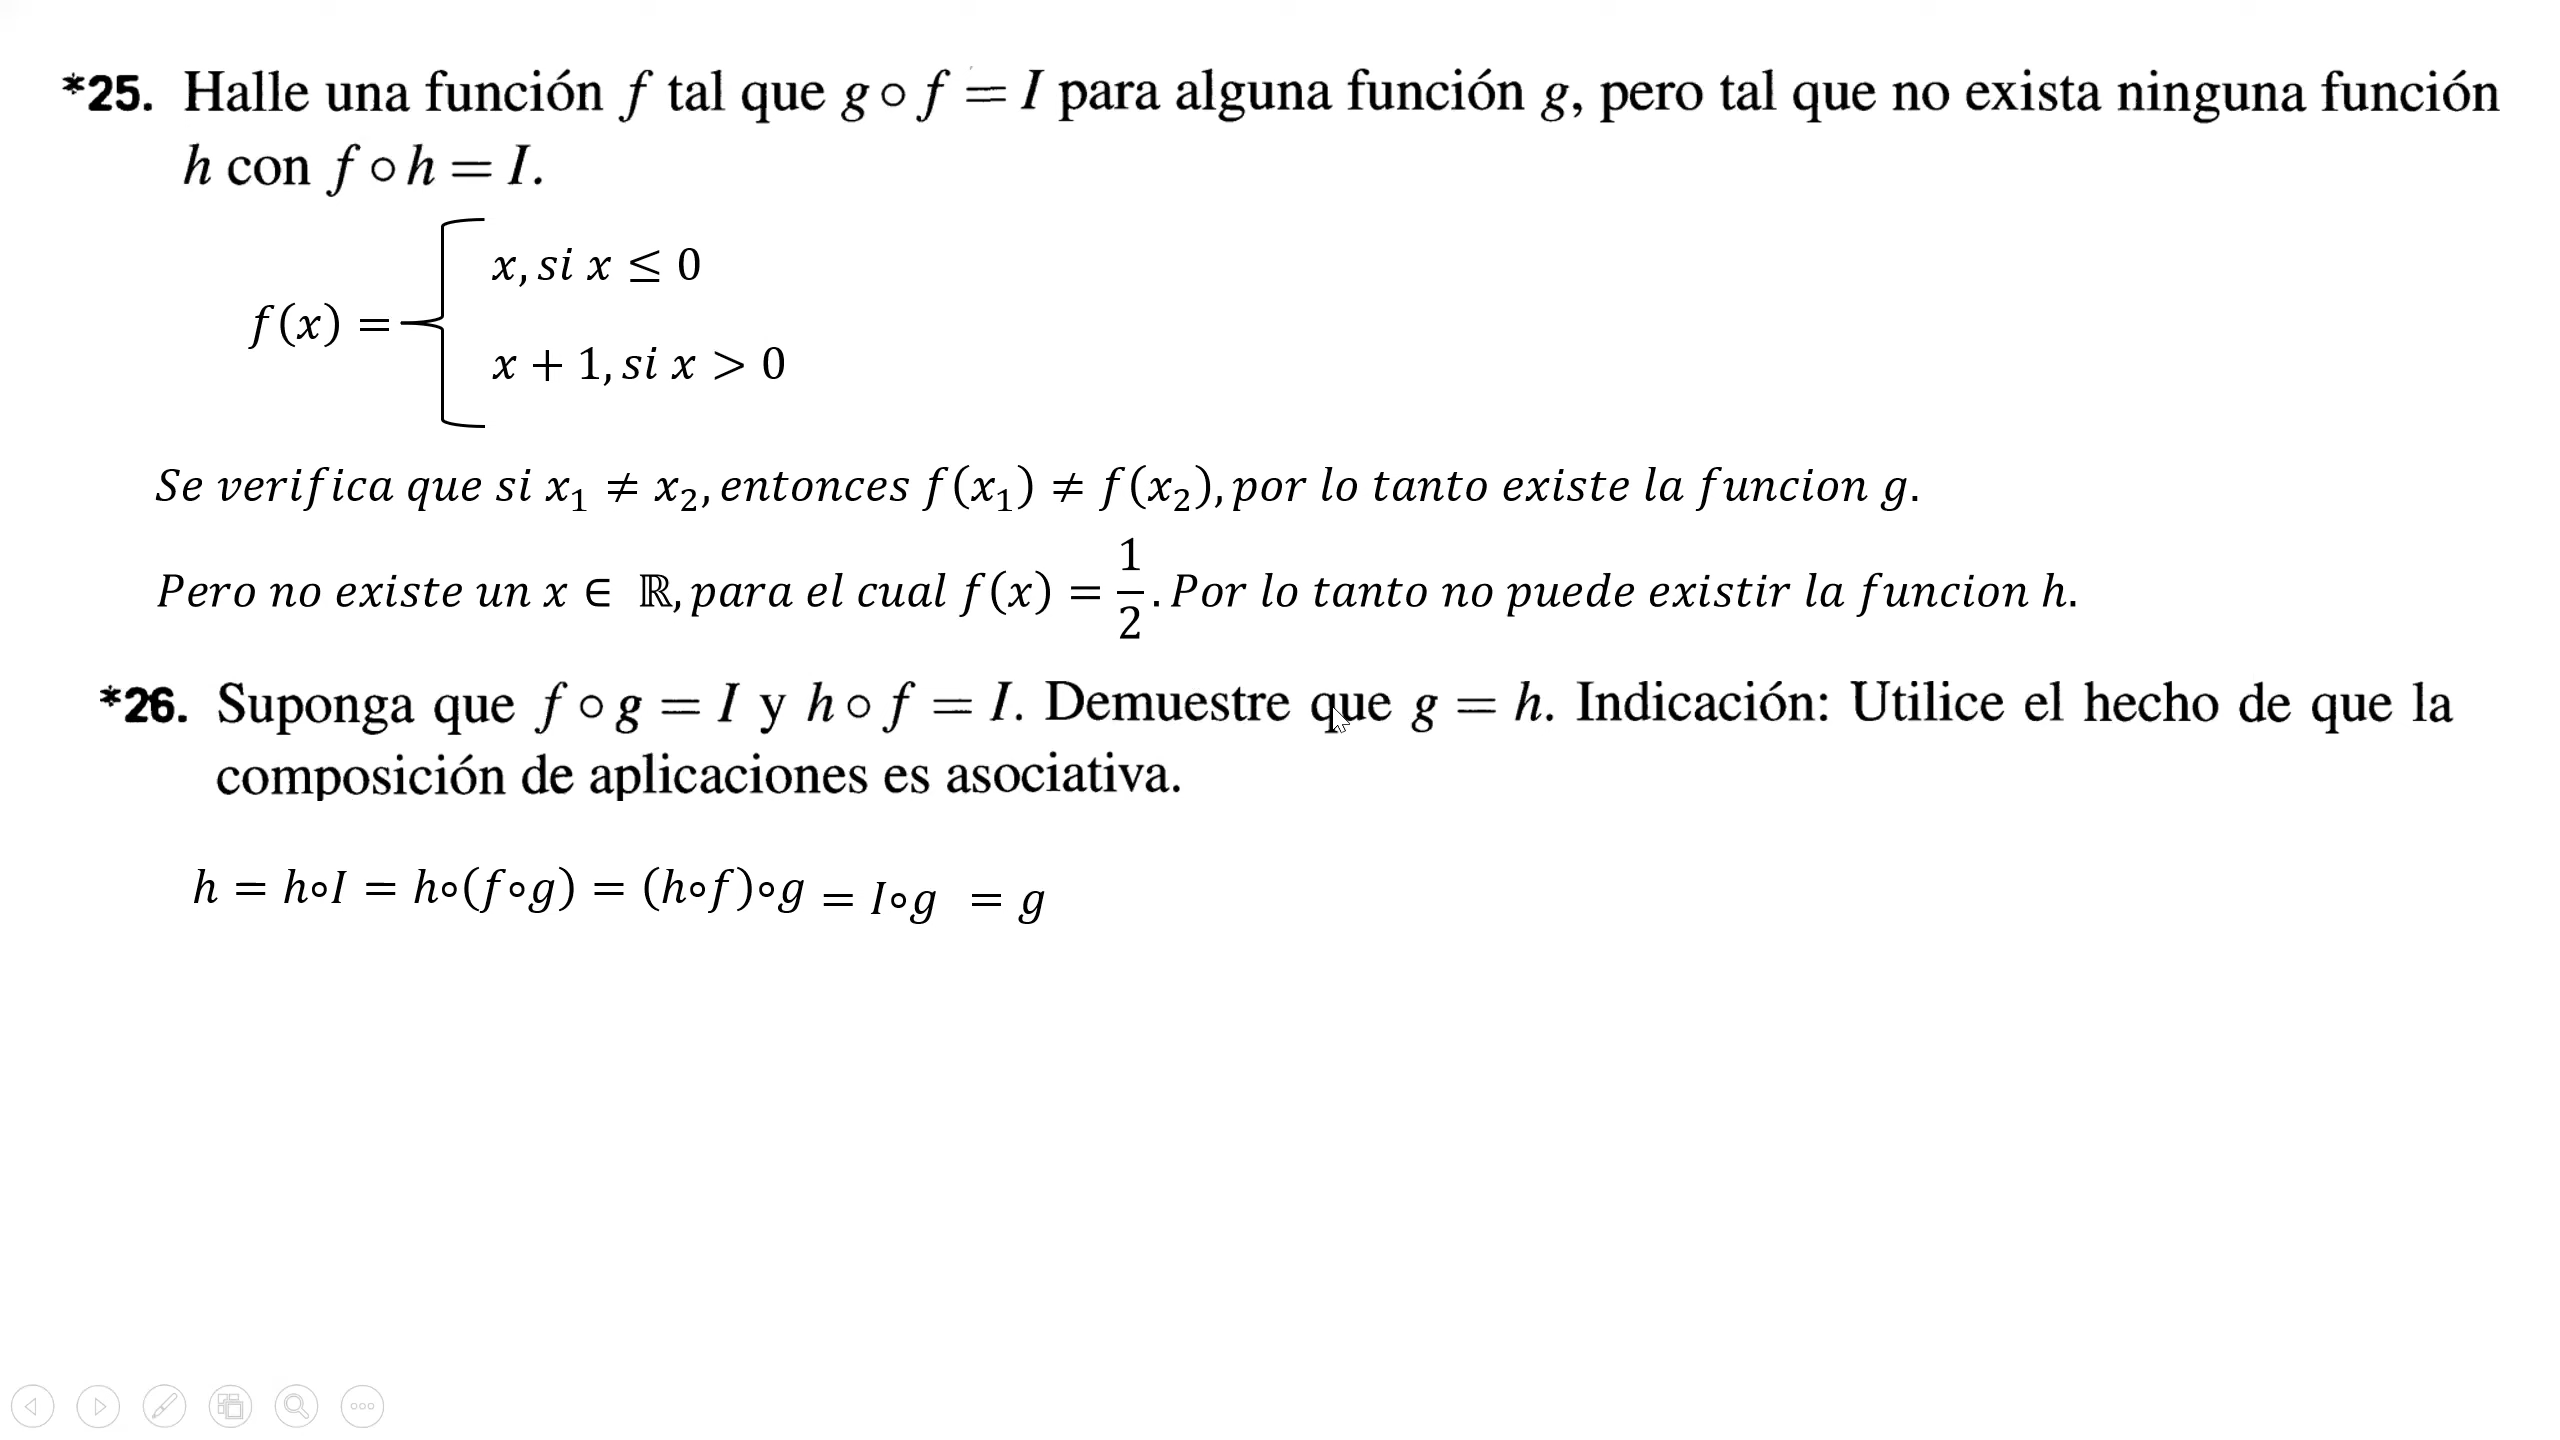 *25. Halle una función f tal que g ∘ f = I para alguna función g, pero tal que no exista ninguna función
h con f ∘ h = I.
x, si x ≤ 0
f(x) =
x + 1, si x > 0
Se verifica que si x₁ ≠ x₂, entonces f(x₁) ≠ f(x₂), por lo tanto existe la funcion g.
Pero no existe un x ∈ ℝ, para el cual f(x) = 1/2. Por lo tanto no puede existir la funcion h.
*26. Suponga que f ∘ g = I y h ∘ f = I. Demuestre que g = h. Indicación: Utilice el hecho de que la
composición de aplicaciones es asociativa.
h = h∘I = h∘(f∘g) = (h∘f)∘g = I∘g = g